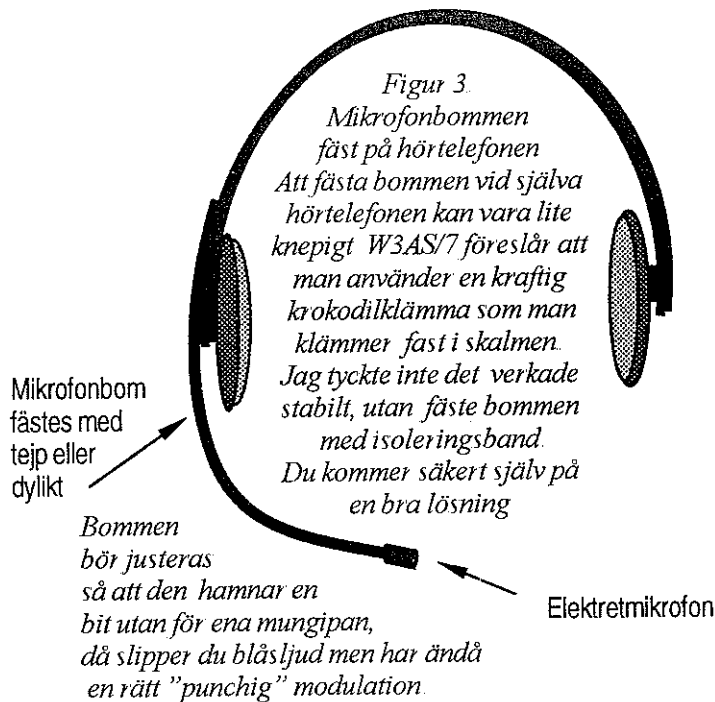 Figur 3.
Mikrofonbommen
fäst på hörtelefonen
Att fästa bommen vid själva
hörtelefonen kan vara lite
knepigt W3AS/7 föreslår att
man använder en kraftig
krokodilklämma som man
klämmer fast i skalmen.
Jag tyckte inte det verkade
stabilt, utan fäste bommen
med isoleringsband.
Du kommer säkert själv på
en bra lösning
Mikrofonbom
fästes med
tejp eller
dylikt
Bommen
bör justeras
så att den hamnar en
bit utan för ena mungipan,
då slipper du blåsljud men har ändå
en rätt "punchig" modulation.
Elektretmikrofon